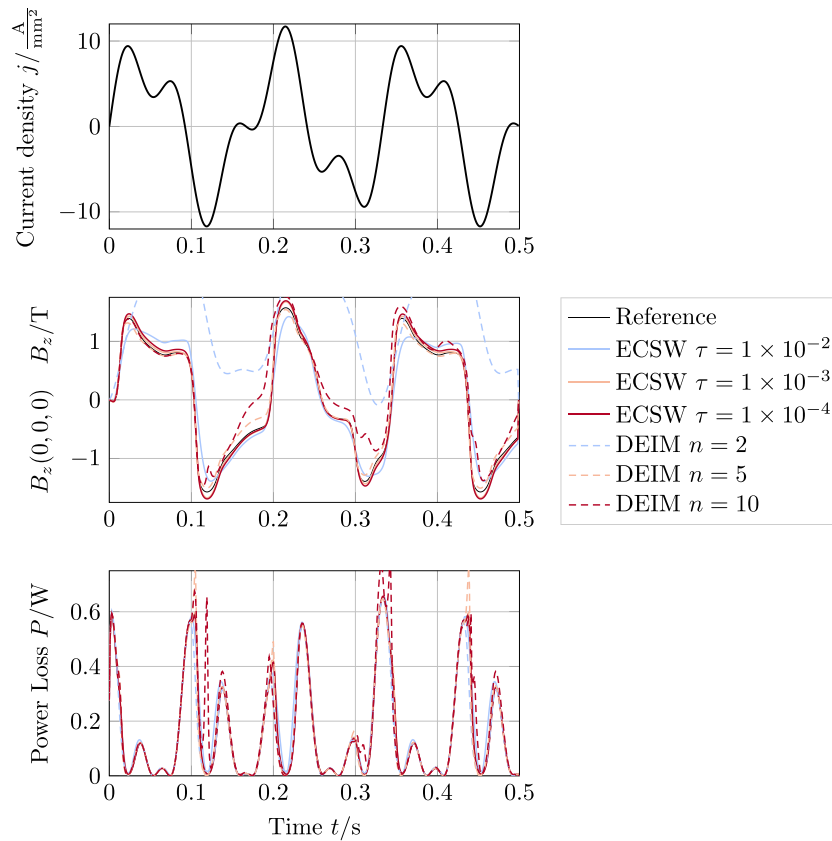 Current density j/A/mm²
10
0
−10
0 0.1 0.2 0.3 0.4 0.5
B_z(0,0,0) B_z/T
1
0
−1
0 0.1 0.2 0.3 0.4 0.5
Reference
ECSW τ = 1 × 10⁻²
ECSW τ = 1 × 10⁻³
ECSW τ = 1 × 10⁻⁴
DEIM n = 2
DEIM n = 5
DEIM n = 10
Power Loss P/W
0.6
0.4
0.2
0
0 0.1 0.2 0.3 0.4 0.5
Time t/s